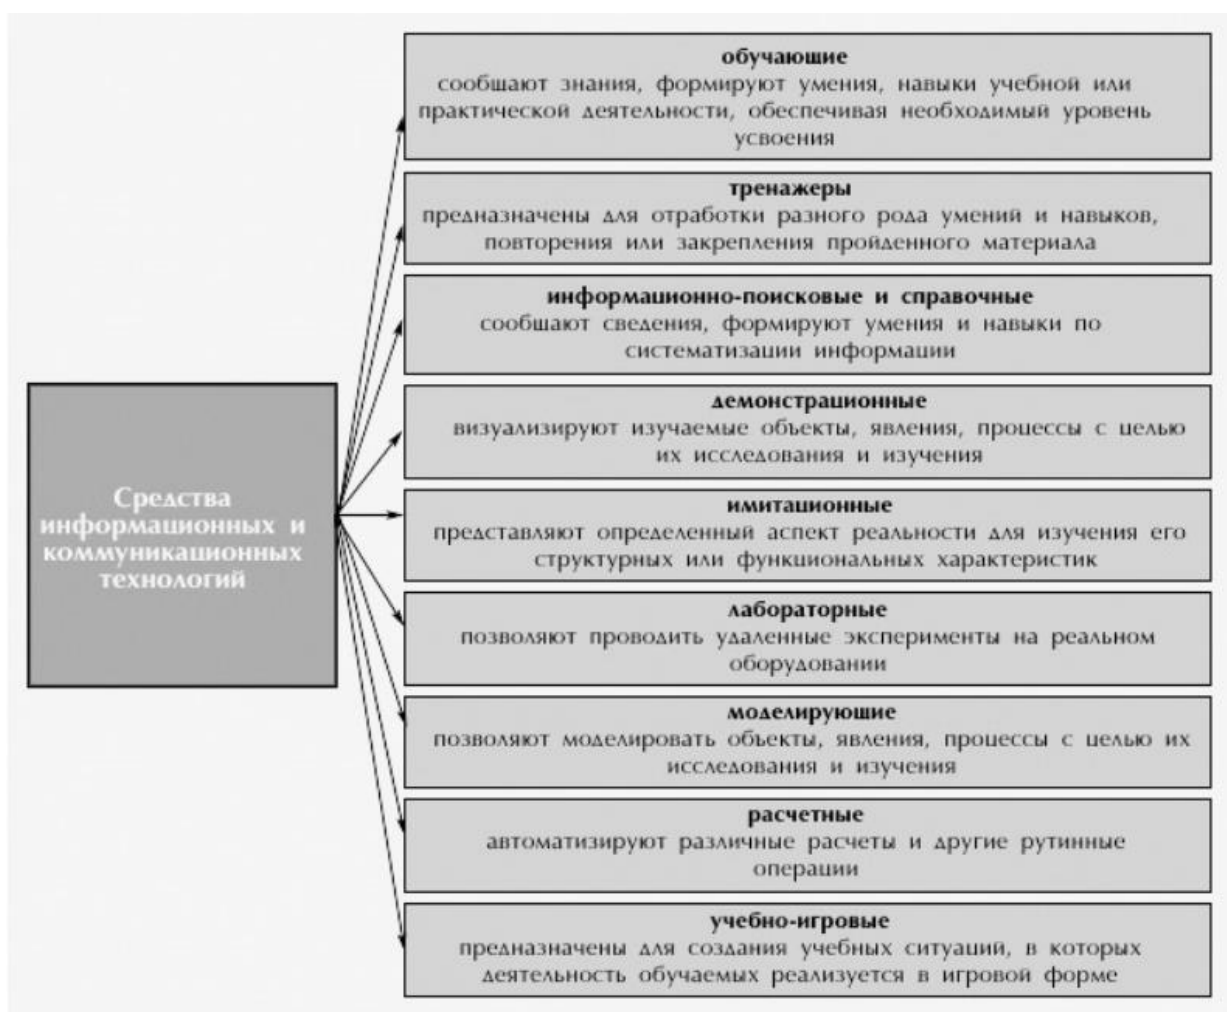 обучающие
сообщают знания, формируют умения, навыки учебной или
практической деятельности, обеспечивая необходимый уровень
усвоения
тренажеры
предназначены для отработки разного рода умений и навыков,
повторения или закрепления пройденного материала
информационно-поисковые и справочные
сообщают сведения, формируют умения и навыки по
систематизации информации
демонстрационные
визуализируют изучаемые объекты, явления, процессы с целью
их исследования и изучения
Средства
информационных и
коммуникационных
технологий
имитационные
представляют определенный аспект реальности для изучения его
структурных или функциональных характеристик
лабораторные
позволяют проводить удаленные эксперименты на реальном
оборудовании
моделирующие
позволяют моделировать объекты, явления, процессы с целью их
исследования и изучения
расчетные
автоматизируют различные расчеты и другие рутинные
операции
учебно-игровые
предназначены для создания учебных ситуаций, в которых
деятельность обучаемых реализуется в игровой форме